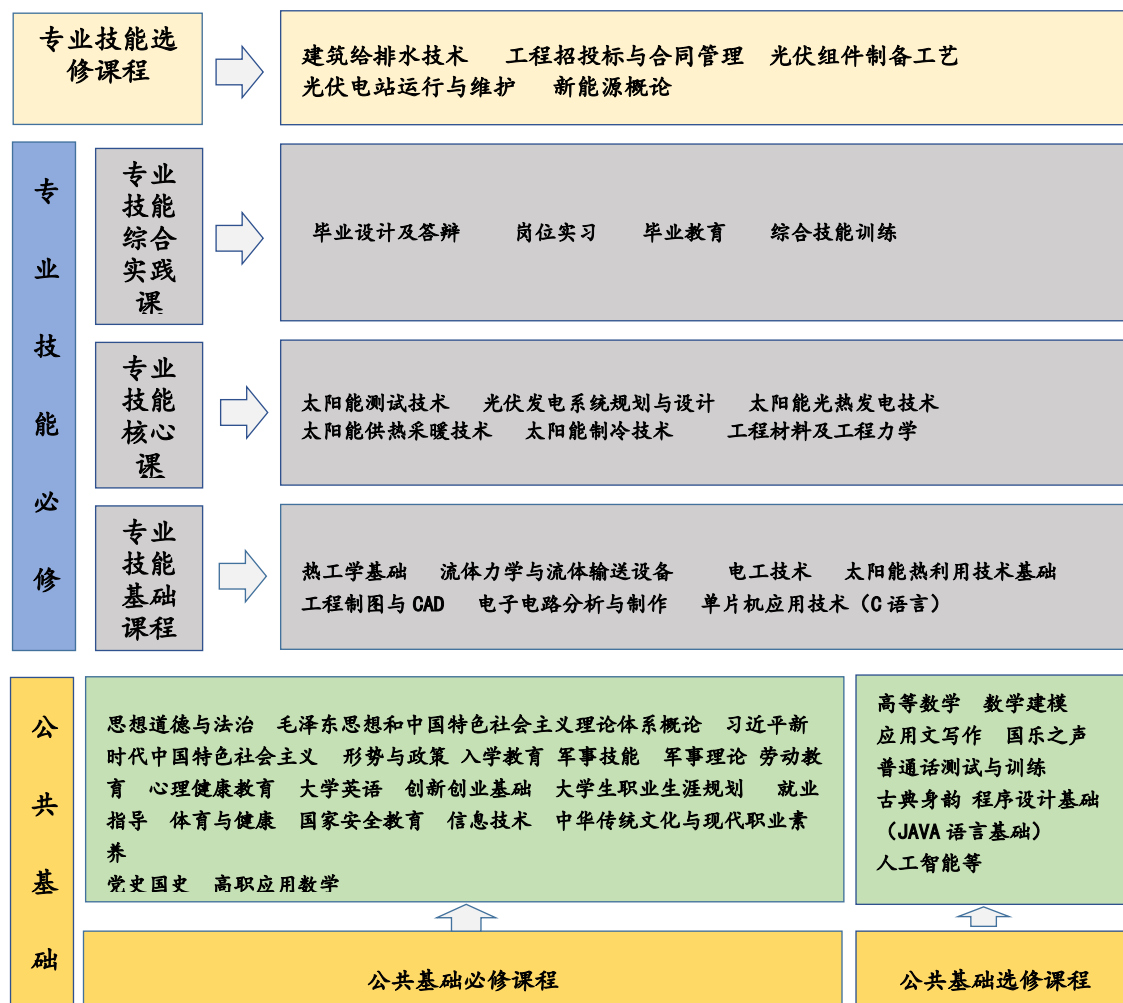 专业技能选
修课程
建筑给排水技术 工程招投标与合同管理 光伏组件制备工艺
光伏电站运行与维护 新能源概论
专
业
技
能
必
修
专业
技能
综合
实践
课
毕业设计及答辩 岗位实习 毕业教育 综合技能训练
专业
技能
核心
课
太阳能测试技术 光伏发电系统规划与设计 太阳能光热发电技术
太阳能供热采暖技术 太阳能制冷技术 工程材料及工程力学
专业
技能
基础
课程
热工学基础 流体力学与流体输送设备 电工技术 太阳能热利用技术基础
工程制图与 CAD 电子电路分析与制作 单片机应用技术（C 语言）
公
共
基
础
思想道德与法治 毛泽东思想和中国特色社会主义理论体系概论 习近平新
时代中国特色社会主义 形势与政策 入学教育 军事技能 军事理论 劳动教
育 心理健康教育 大学英语 创新创业基础 大学生职业生涯规划 就业
指导 体育与健康 国家安全教育 信息技术 中华传统文化与现代职业素
养
党史国史 高职应用数学
高等数学 数学建模
应用文写作 国乐之声
普通话测试与训练
古典身韵 程序设计基础
（JAVA 语言基础）
人工智能等
公共基础必修课程
公共基础选修课程